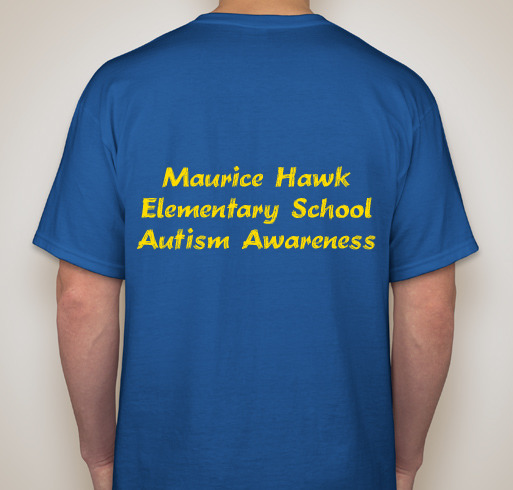 Maurice Hawk
Elementary School
Autism Awareness